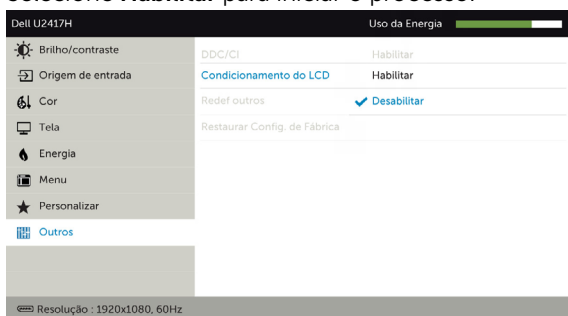 selecione Habilitar para iniciar o processo.
Dell U2417H Uso da Energia
Brilho/contraste
Origem de entrada
Cor
Tela
Energia
Menu
Personalizar
Outros
DDC/CI Habilitar
Condicionamento do LCD Habilitar
Redef outros Desabilitar
Restaurar Config. de Fábrica
Resolução : 1920x1080, 60Hz